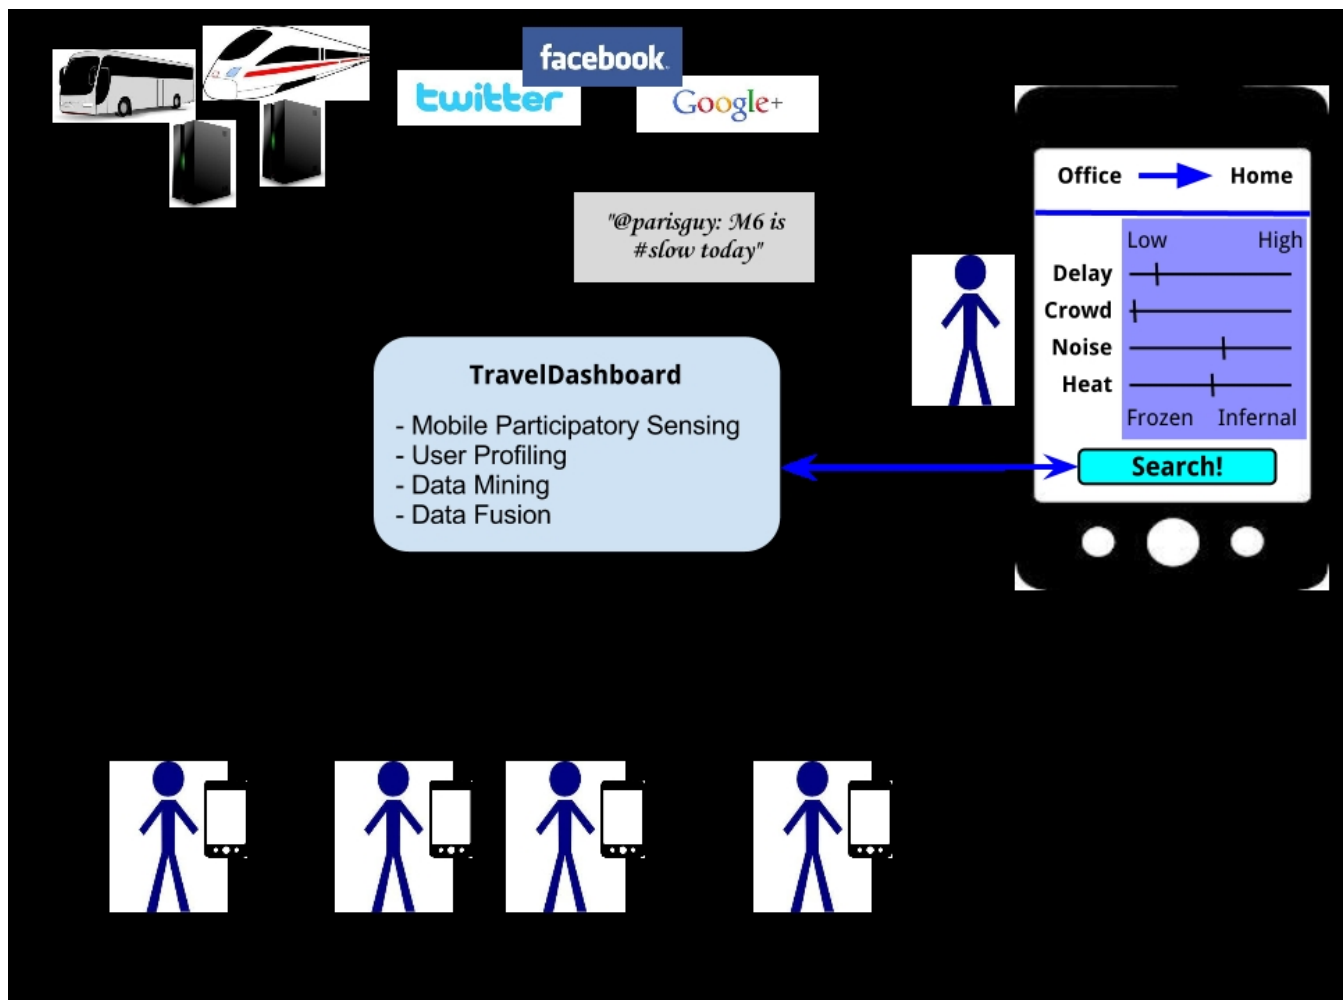 facebook
twitter
Google+
"@parisguy: M6 is
#slow today"
TravelDashboard
- Mobile Participatory Sensing
- User Profiling
- Data Mining
- Data Fusion
Office Home
Low High
Delay
Crowd
Noise
Heat
Frozen Infernal
Search!